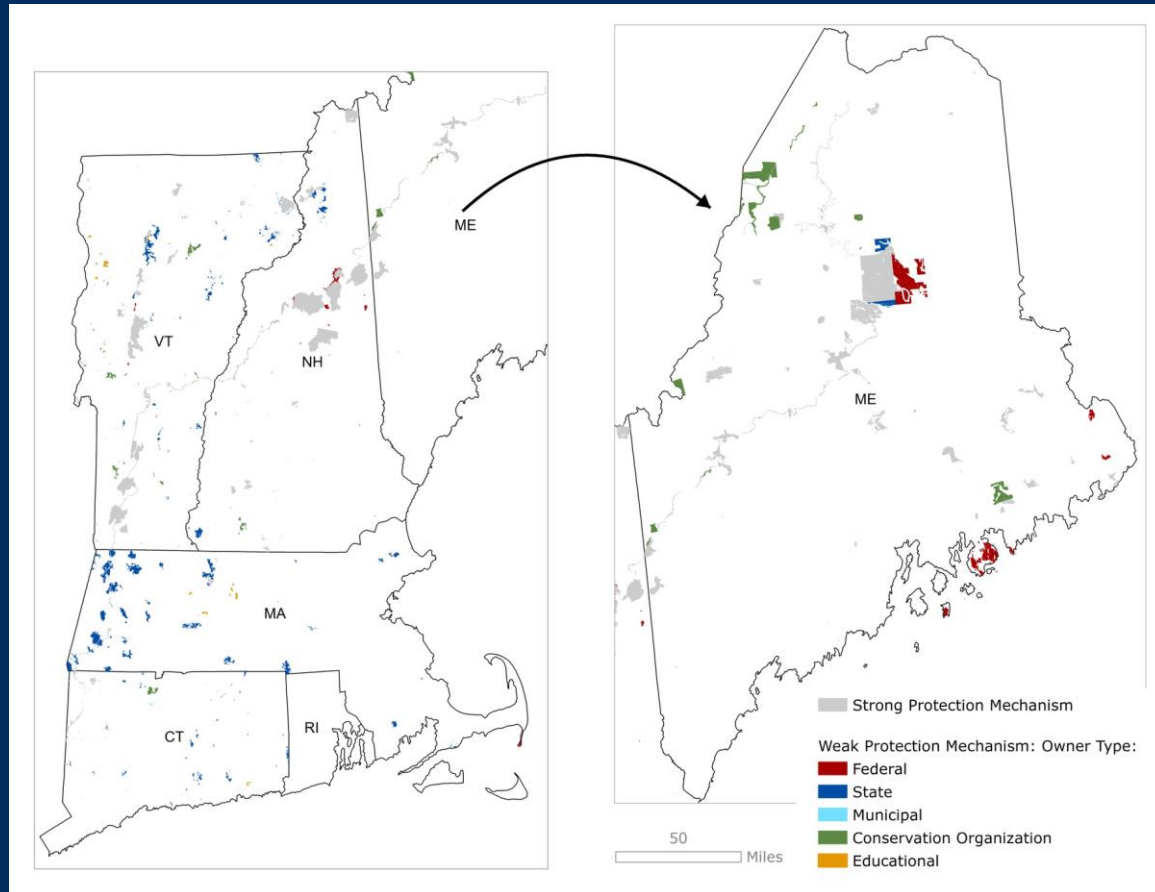 ME
VT
NH
MA
CT
RI
ME
Strong Protection Mechanism
Weak Protection Mechanism: Owner Type:
Federal
State
Municipal
Conservation Organization
Educational
50
Miles